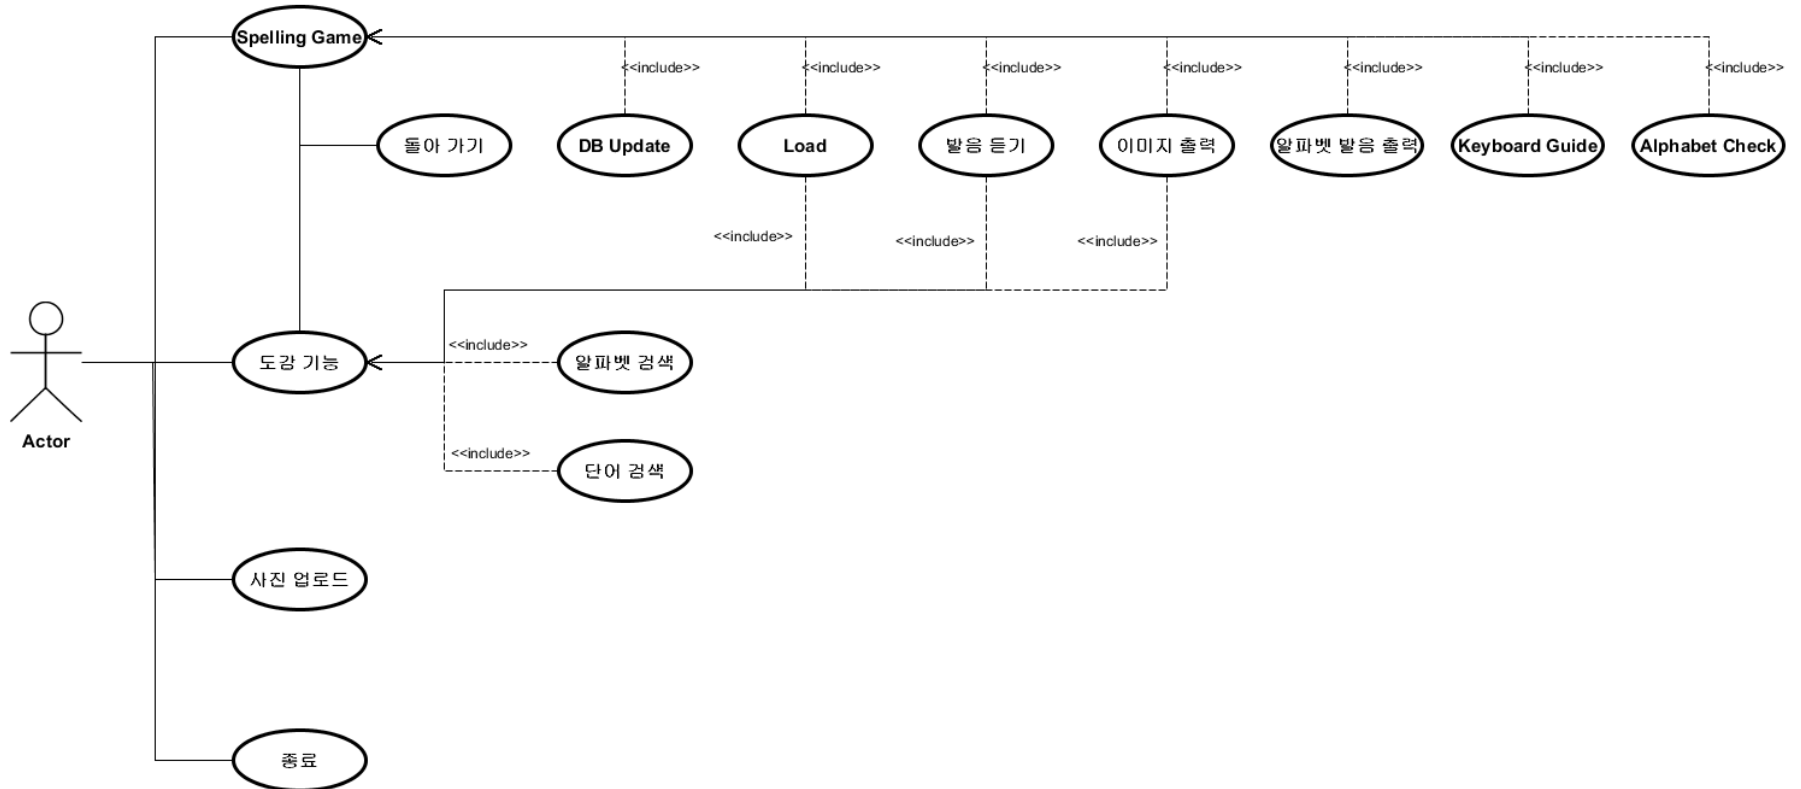 Spelling Game
<<include>> <<include>> <<include>> <<include>> <<include>> <<include>> <<include>>
돌아 가기 DB Update Load 발음 듣기 이미지 출력 알파벳 발음 출력 Keyboard Guide Alphabet Check
<<include>> <<include>> <<include>>
<<include>>
도감 기능 알파벳 검색
Actor
<<include>>
단어 검색
사진 업로드
종료